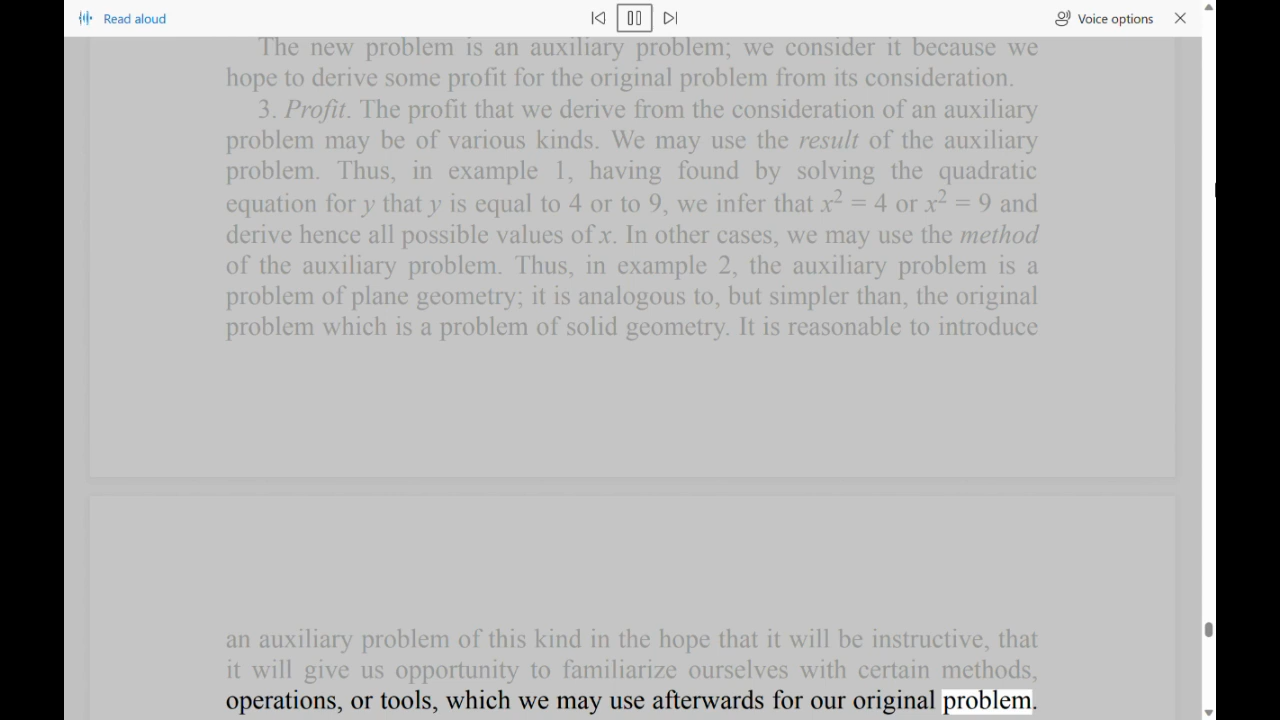 Read aloud
Voice options
The new problem is an auxiliary problem; we consider it because we
hope to derive some profit for the original problem from its consideration.
3. Profit. The profit that we derive from the consideration of an auxiliary
problem may be of various kinds. We may use the result of the auxiliary
problem. Thus, in example 1, having found by solving the quadratic
equation for y that y is equal to 4 or to 9, we infer that x² = 4 or x² = 9 and
derive hence all possible values of x. In other cases, we may use the method
of the auxiliary problem. Thus, in example 2, the auxiliary problem is a
problem of plane geometry; it is analogous to, but simpler than, the original
problem which is a problem of solid geometry. It is reasonable to introduce
an auxiliary problem of this kind in the hope that it will be instructive, that
it will give us opportunity to familiarize ourselves with certain methods,
operations, or tools, which we may use afterwards for our original problem.